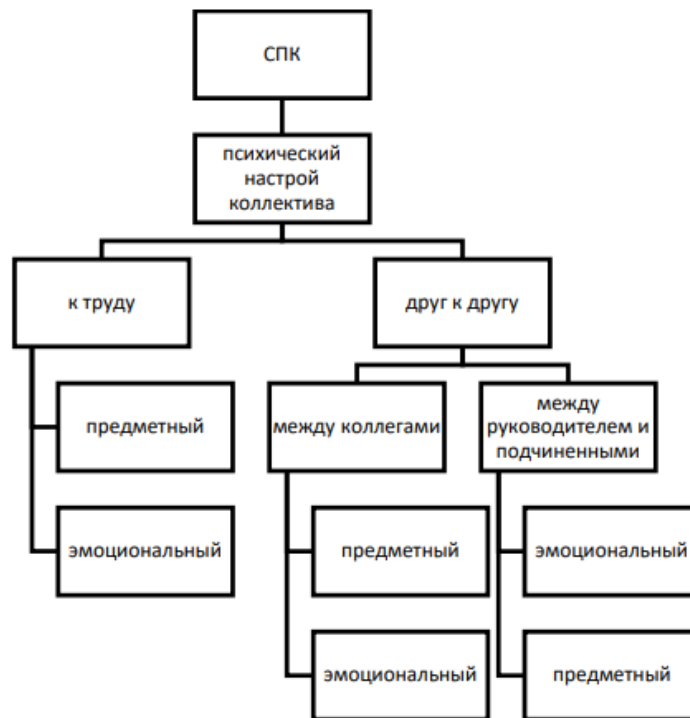 СПК
психический
настрой
коллектива
к труду
друг к другу
предметный
эмоциональный
между коллегами
между
руководителем и
подчиненными
предметный
эмоциональный
эмоциональный
предметный